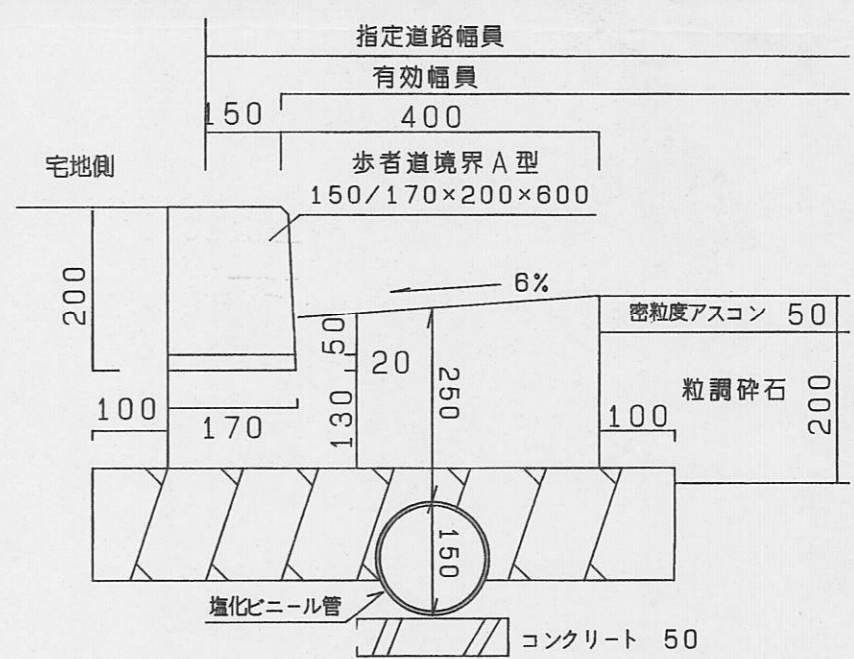 指定道路幅員
有効幅員
150
400
宅地側
歩者道境界A型
150/170×200×600
6%
200
50
密粒度アスコン 50
20
250
粒調砕石
200
100
170
130
100
150
塩化ビニール管
コンクリート 50